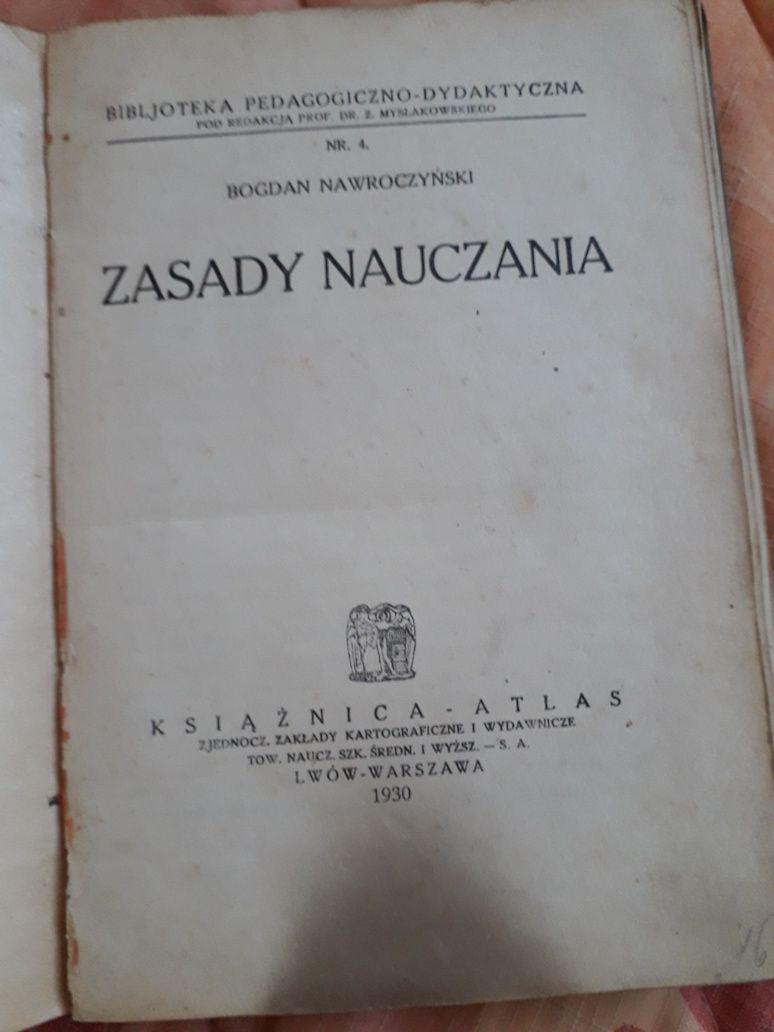 BIBLJOTEKA PEDAGOGICZNO-DYDAKTYCZNA
POD REDAKCJĄ PROF. DR. Z. MYSŁAKOWSKIEGO
NR. 4.
BOGDAN NAWROCZYŃSKI
ZASADY NAUCZANIA
KSIĄŻNICA-ATLAS
ZJEDNOCZ. ZAKŁADY KARTOGRAFICZNE I WYDAWNICZE
TOW. NAUCZ. SZK. ŚREDN. I WYŻSZ. — S. A.
LWÓW-WARSZAWA
1930
16